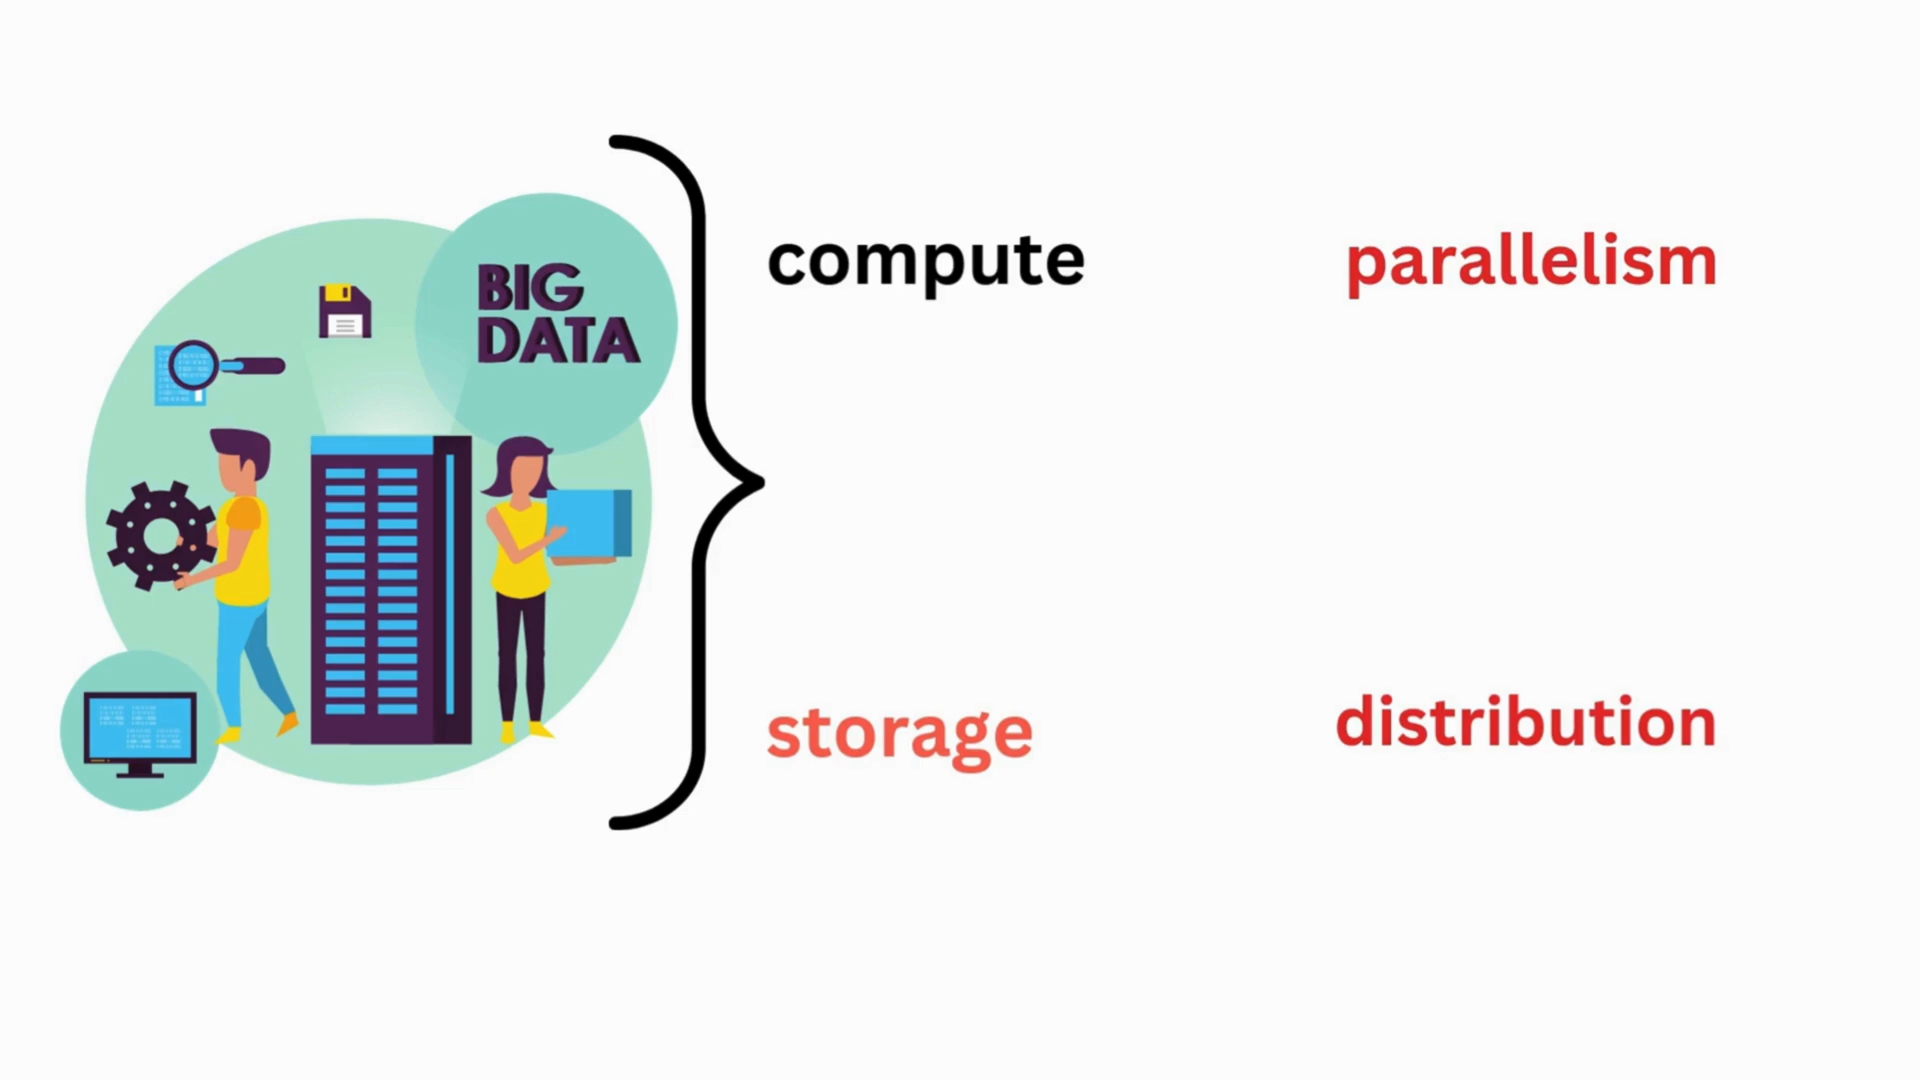 BIG
DATA
compute
parallelism
storage
distribution